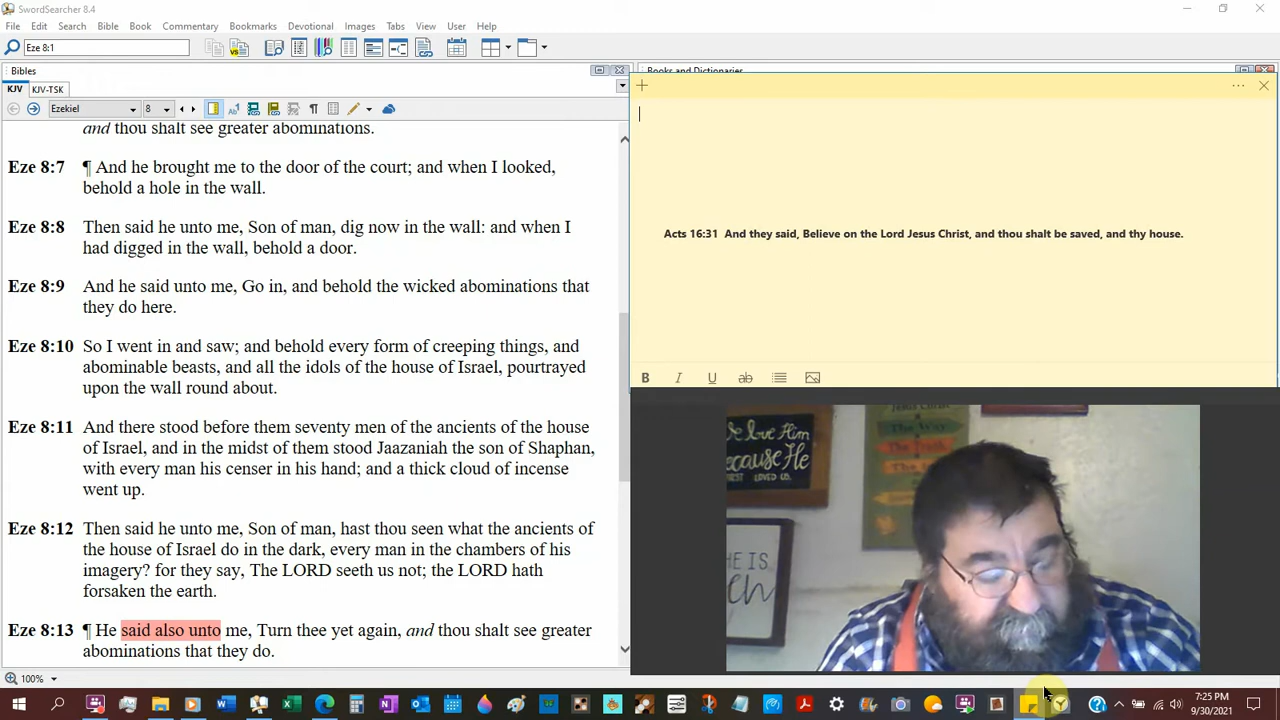 SwordSearcher 8.4
File Edit Search Bible Book Commentary Bookmarks Devotional Images Tabs View User Help
Eze 8:1
Bibles
Books and Dictionaries
KJV KJV-TSK
Ezekiel 8
and thou shalt see greater abominations.
Eze 8:7 ¶ And he brought me to the door of the court; and when I looked,
behold a hole in the wall.
Eze 8:8 Then said he unto me, Son of man, dig now in the wall: and when I
had digged in the wall, behold a door.
Eze 8:9 And he said unto me, Go in, and behold the wicked abominations that
they do here.
Eze 8:10 So I went in and saw; and behold every form of creeping things, and
abominable beasts, and all the idols of the house of Israel, pourtrayed
upon the wall round about.
Eze 8:11 And there stood before them seventy men of the ancients of the house
of Israel, and in the midst of them stood Jaazaniah the son of Shaphan,
with every man his censer in his hand; and a thick cloud of incense
went up.
Eze 8:12 Then said he unto me, Son of man, hast thou seen what the ancients of
the house of Israel do in the dark, every man in the chambers of his
imagery? for they say, The LORD seeth us not; the LORD hath
forsaken the earth.
Eze 8:13 ¶ He said also unto me, Turn thee yet again, and thou shalt see greater
abominations that they do.
100%
Acts 16:31 And they said, Believe on the Lord Jesus Christ, and thou shalt be saved, and thy house.
B I U ab
We love Him
because He
FIRST LOVED US.
HE IS
Jesus Christ
The Way
The Truth
7:25 PM
9/30/2021